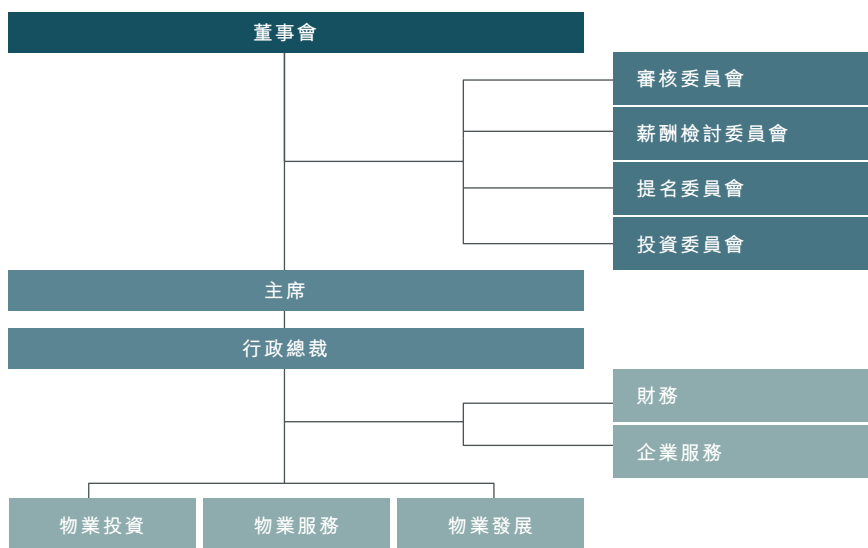 董事會
審核委員會
薪酬檢討委員會
提名委員會
投資委員會
主席
行政總裁
財務
企業服務
物業投資
物業服務
物業發展